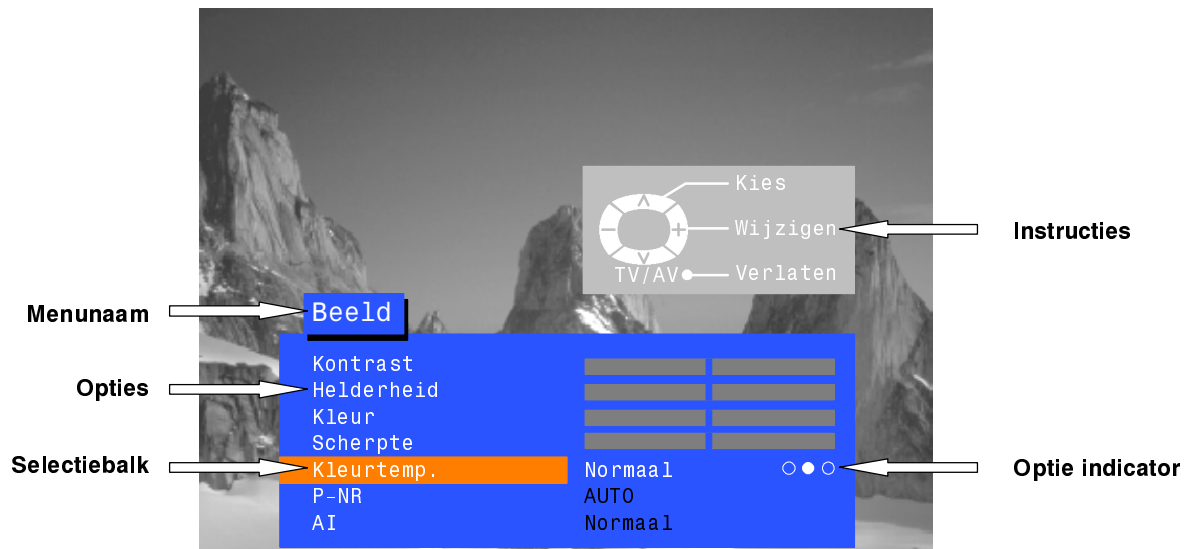 Kies
Wijzigen
Instructies
TV/AV Verlaten
Menunaam
Beeld
Kontrast
Opties
Helderheid
Kleur
Scherpte
Selectiebalk
Kleurtemp. Normaal
Optie indicator
P-NR AUTO
AI Normaal